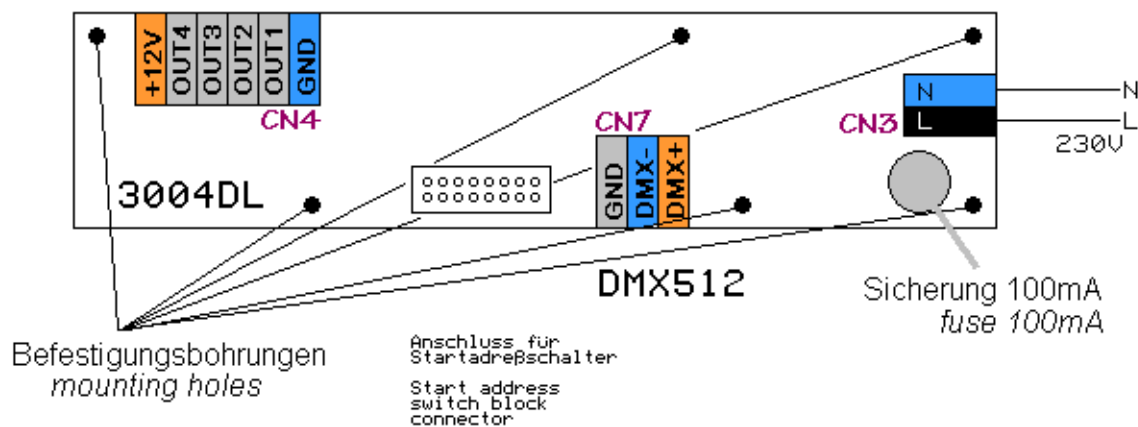 +12V
OUT4
OUT3
OUT2
OUT1
GND
CN4
3004DL
CN7
GND
DMX-
DMX+
DMX512
CN3
N
L
N
L
230V
Sicherung 100mA
fuse 100mA
Befestigungsbohrungen
mounting holes
Anschluss für
Startadreßschalter
Start address
switch block
connector